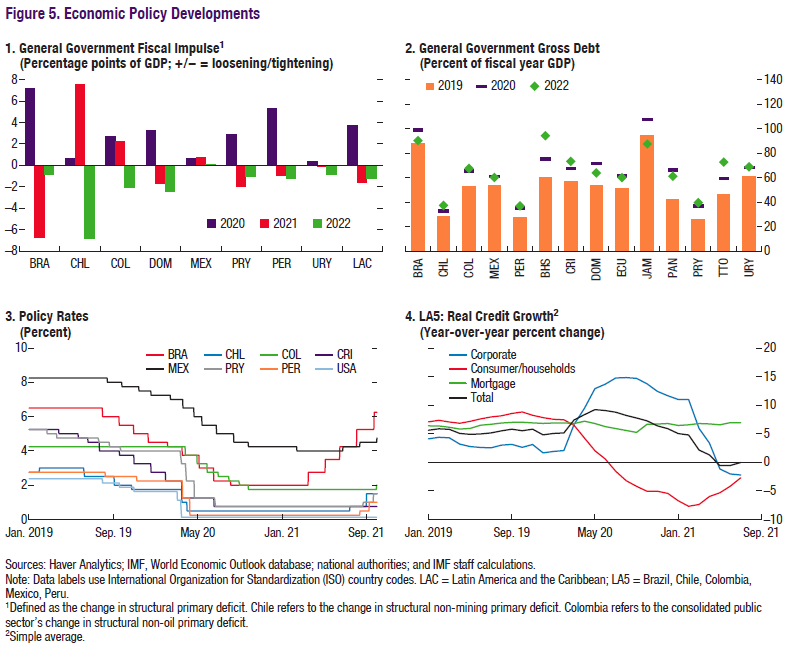 Figure 5. Economic Policy Developments
1. General Government Fiscal Impulse¹
(Percentage points of GDP; +/– = loosening/tightening)
8
6
4
2
0
–2
–4
–6
–8
2020
2021
2022
BRA CHL COL DOM MEX PRY PER URY LAC
2. General Government Gross Debt
(Percent of fiscal year GDP)
2019
2020
2022
140
120
100
80
60
40
20
0
BRA
CHL
COL
MEX
PER
BHS
CRI
DOM
ECU
JAM
PAN
PRY
TTO
URY
3. Policy Rates
(Percent)
10
8
6
4
2
0
BRA CHL COL CRI
MEX PRY PER USA
Jan. 2019 Sep. 19 May 20 Jan. 21 Sep. 21
4. LA5: Real Credit Growth²
(Year-over-year percent change)
Corporate
Consumer/households
Mortgage
Total
20
15
10
5
0
–5
–10
Jan. 2019 Sep. 19 May 20 Jan. 21 Sep. 21
Sources: Haver Analytics; IMF, World Economic Outlook database; national authorities; and IMF staff calculations.
Note: Data labels use International Organization for Standardization (ISO) country codes. LAC = Latin America and the Caribbean; LA5 = Brazil, Chile, Colombia,
Mexico, Peru.
¹Defined as the change in structural primary deficit. Chile refers to the change in structural non-mining primary deficit. Colombia refers to the consolidated public
sector's change in structural non-oil primary deficit.
²Simple average.